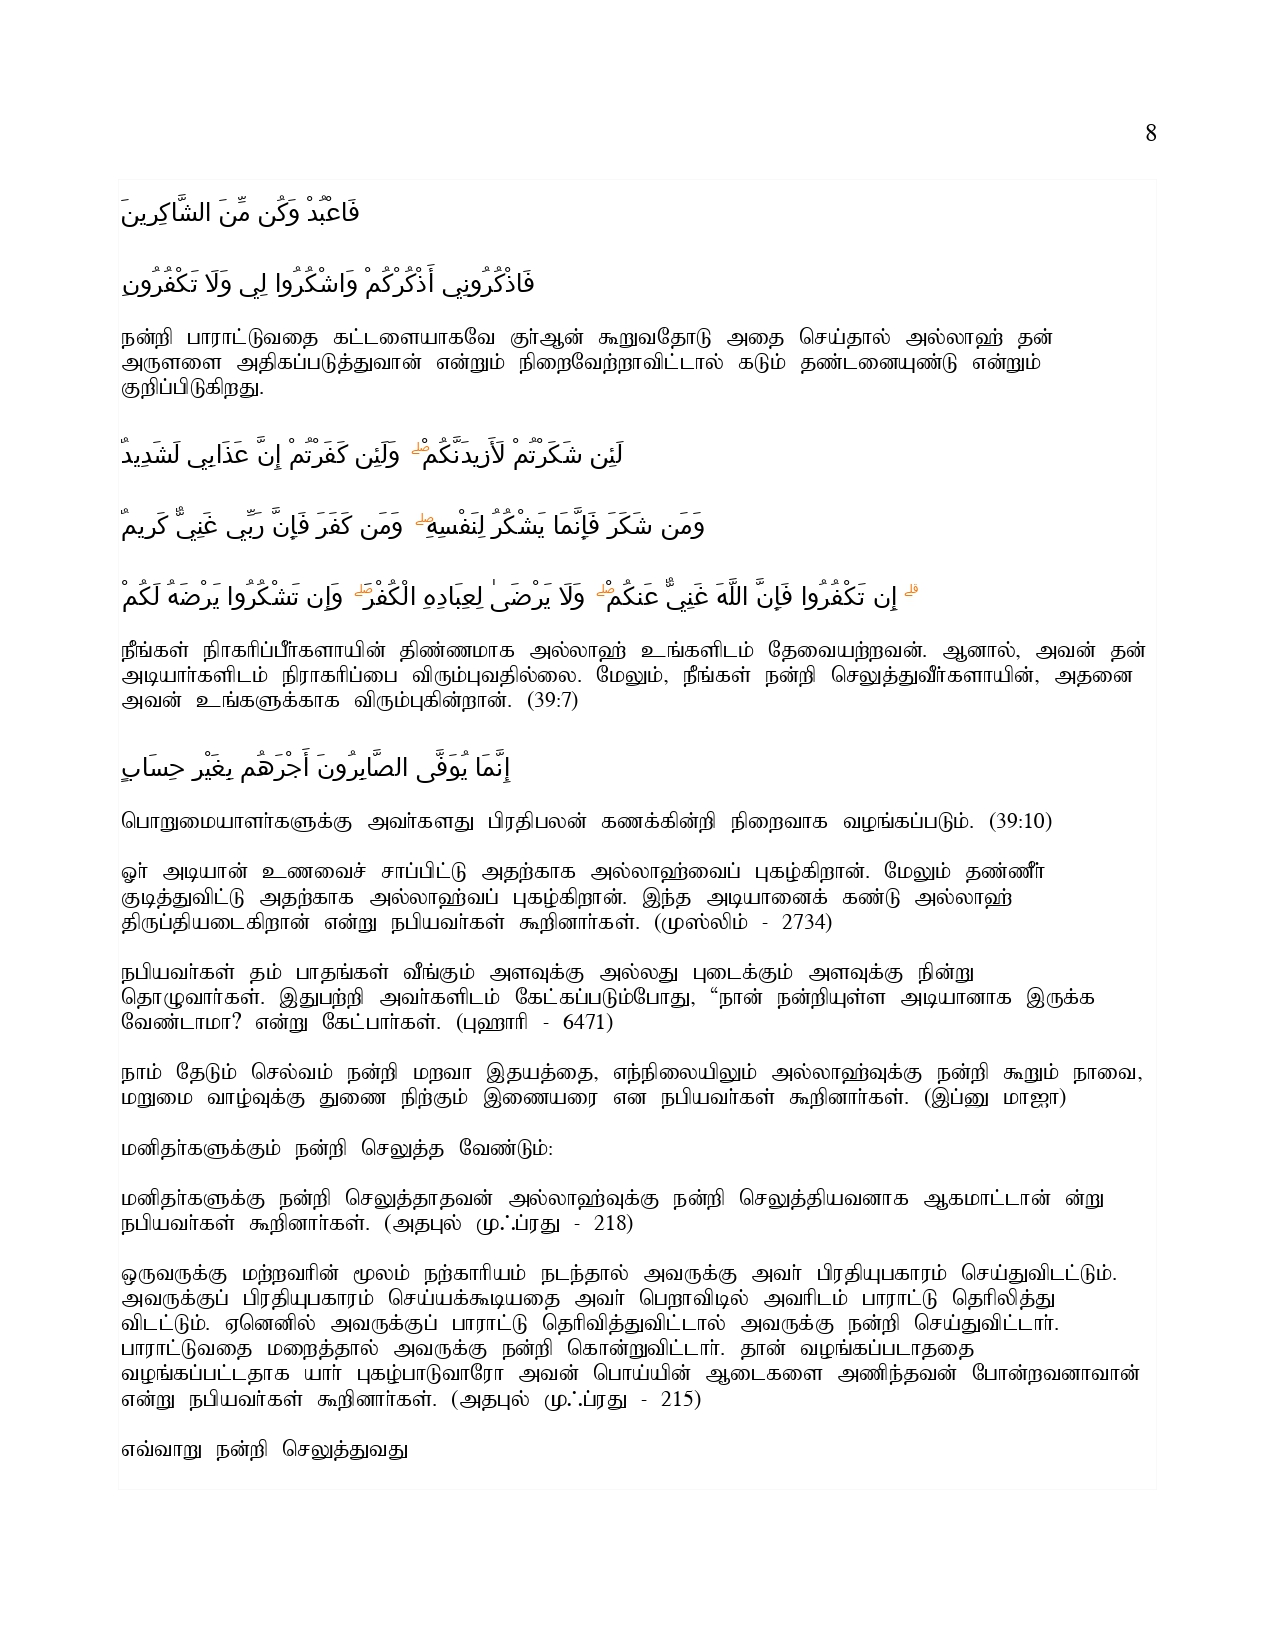 8
فَاعْبُدْ وَكُن مِّنَ الشَّاكِرِينَ
فَاذْكُرُونِي أَذْكُرْكُمْ وَاشْكُرُوا لِي وَلَا تَكْفُرُونِ
நன்றி பாராட்டுவதை கட்டளையாகவே குர்ஆன் கூறுவதோடு அதை செய்தால் அல்லாஹ் தன்
அருளளை அதிகப்படுத்துவான் என்றும் நிறைவேற்றாவிட்டால் கடும் தண்டனையுண்டு என்றும்
குறிப்பிடுகிறது.
لَئِن شَكَرْتُمْ لَأَزِيدَنَّكُمْ ۖ وَلَئِن كَفَرْتُمْ إِنَّ عَذَابِي لَشَدِيدٌ
وَمَن شَكَرَ فَإِنَّمَا يَشْكُرُ لِنَفْسِهِ ۖ وَمَن كَفَرَ فَإِنَّ رَبِّي غَنِيٌّ كَرِيمٌ
إِن تَكْفُرُوا فَإِنَّ اللَّهَ غَنِيٌّ عَنكُمْ ۖ وَلَا يَرْضَىٰ لِعِبَادِهِ الْكُفْرَ ۖ وَإِن تَشْكُرُوا يَرْضَهُ لَكُمْ ۗ
நீங்கள் நிராகரிப்பீர்களாயின் திண்ணமாக அல்லாஹ் உங்களிடம் தேவையற்றவன். ஆனால், அவன் தன்
அடியார்களிடம் நிராகரிப்பை விரும்புவதில்லை. மேலும், நீங்கள் நன்றி செலுத்துவீர்களாயின், அதனை
அவன் உங்களுக்காக விரும்புகின்றான். (39:7)
إِنَّمَا يُوَفَّى الصَّابِرُونَ أَجْرَهُم بِغَيْرِ حِسَابٍ
பொறுமையாளர்களுக்கு அவர்களது பிரதிபலன் கணக்கின்றி நிறைவாக வழங்கப்படும். (39:10)
ஓர் அடியான் உணவைச் சாப்பிட்டு அதற்காக அல்லாஹ்வைப் புகழ்கிறான். மேலும் தண்ணீர்
குடித்துவிட்டு அதற்காக அல்லாஹ்வப் புகழ்கிறான். இந்த அடியானைக் கண்டு அல்லாஹ்
திருப்தியடைகிறான் என்று நபியவர்கள் கூறினார்கள். (முஸ்லிம் - 2734)
நபியவர்கள் தம் பாதங்கள் வீங்கும் அளவுக்கு அல்லது புடைக்கும் அளவுக்கு நின்று
தொழுவார்கள். இதுபற்றி அவர்களிடம் கேட்கப்படும்போது, “நான் நன்றியுள்ள அடியானாக இருக்க
வேண்டாமா? என்று கேட்பார்கள். (புஹாரி - 6471)
நாம் தேடும் செல்வம் நன்றி மறவா இதயத்தை, எந்நிலையிலும் அல்லாஹ்வுக்கு நன்றி கூறும் நாவை,
மறுமை வாழ்வுக்கு துணை நிற்கும் இணையரை என நபியவர்கள் கூறினார்கள். (இப்னு மாஜா)
மனிதர்களுக்கும் நன்றி செலுத்த வேண்டும்:
மனிதர்களுக்கு நன்றி செலுத்தாதவன் அல்லாஹ்வுக்கு நன்றி செலுத்தியவனாக ஆகமாட்டான் ன்று
நபியவர்கள் கூறினார்கள். (அதபுல் முஃப்ரது - 218)
ஒருவருக்கு மற்றவரின் மூலம் நற்காரியம் நடந்தால் அவருக்கு அவர் பிரதியுபகாரம் செய்துவிடட்டும்.
அவருக்குப் பிரதியுபகாரம் செய்யக்கூடியதை அவர் பெறாவிடில் அவரிடம் பாராட்டு தெரிலித்து
விடட்டும். ஏனெனில் அவருக்குப் பாராட்டு தெரிவித்துவிட்டால் அவருக்கு நன்றி செய்துவிட்டார்.
பாராட்டுவதை மறைத்தால் அவருக்கு நன்றி கொன்றுவிட்டார். தான் வழங்கப்படாததை
வழங்கப்பட்டதாக யார் புகழ்பாடுவாரோ அவன் பொய்யின் ஆடைகளை அணிந்தவன் போன்றவனாவான்
என்று நபியவர்கள் கூறினார்கள். (அதபுல் முஃப்ரது - 215)
எவ்வாறு நன்றி செலுத்துவது